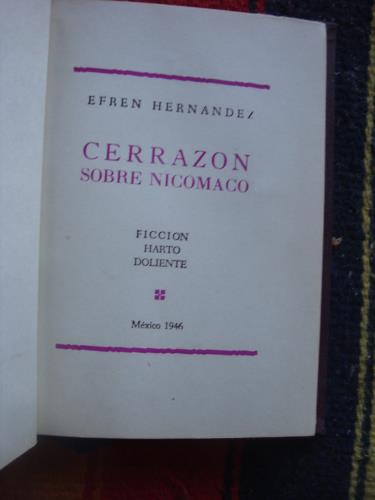 EFREN HERNANDEZ
CERRAZON
SOBRE NICOMACO
FICCION
HARTO
DOLIENTE
México 1946